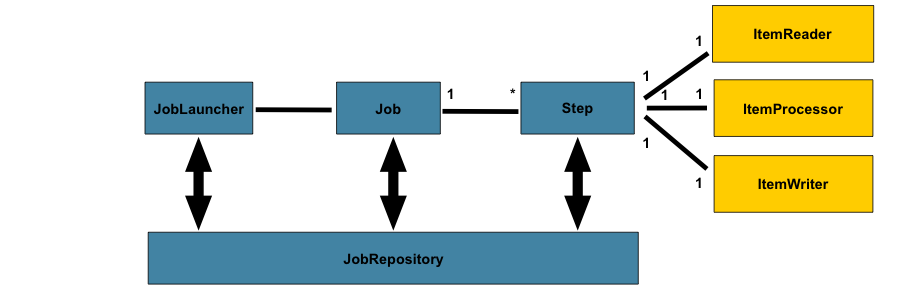 ItemReader
1
1
JobLauncher
Job
1
*
Step
1
1
ItemProcessor
1
1
ItemWriter
JobRepository